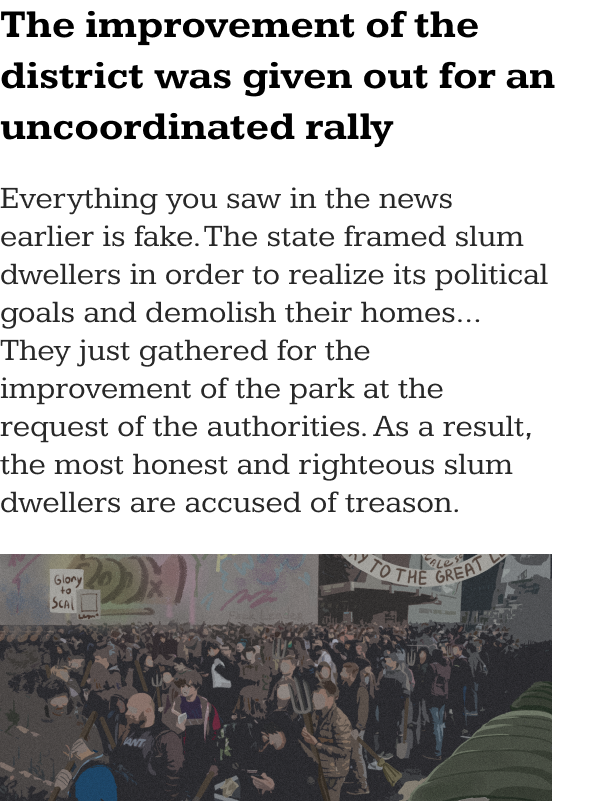 The improvement of the
district was given out for an
uncoordinated rally
Everything you saw in the news
earlier is fake. The state framed slum
dwellers in order to realize its political
goals and demolish their homes...
They just gathered for the
improvement of the park at the
request of the authorities. As a result,
the most honest and righteous slum
dwellers are accused of treason.
TO THE GREAT
Glory
to